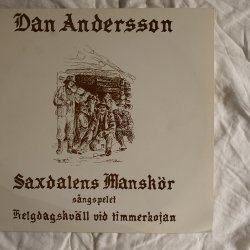 Dan Andersson
Saxdalens Manskör
sångspelet
Helgdagskväll vid timmerkojan